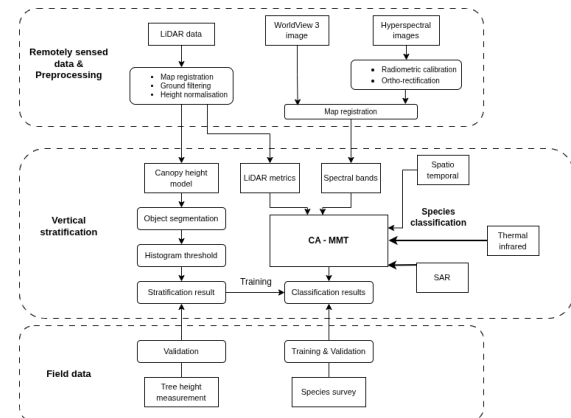 LiDAR data
WorldView 3
image
Hyperspectral
images
Remotely sensed
data &
Preprocessing
• Map registration
• Ground filtering
• Height normalisation
• Radiometric calibration
• Ortho-rectification
Map registration
Canopy height
model
LiDAR metrics
Spectral bands
Spatio
temporal
Object segmentation
Species
classification
Vertical
stratification
CA - MMT
Thermal
infrared
Histogram threshold
SAR
Stratification result
Training
Classification results
Validation
Training & Validation
Field data
Tree height
measurement
Species survey